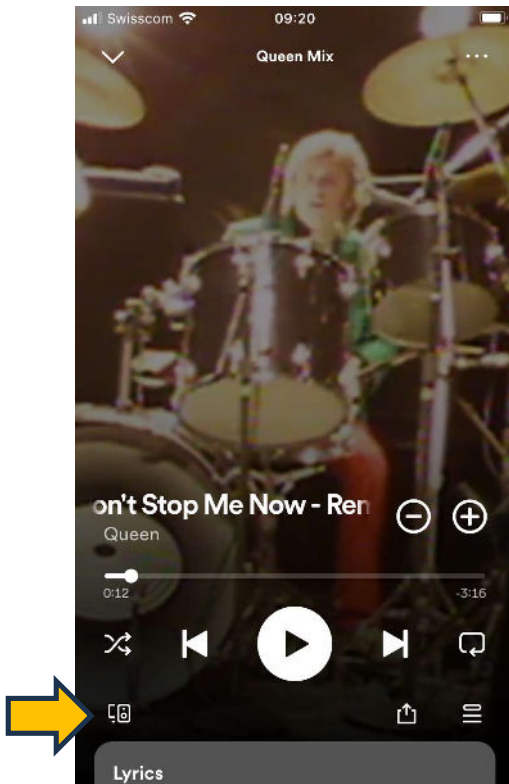 Swisscom 09:20
Queen Mix
on't Stop Me Now - Ren
Queen
0:12 -3:16
Lyrics